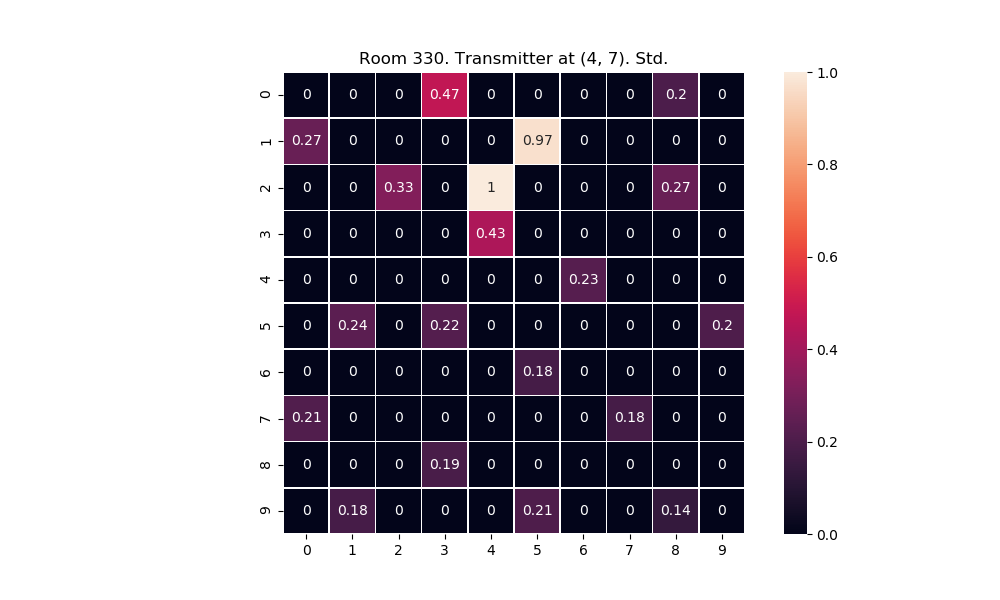 Room 330. Transmitter at (4, 7). Std.
0 0 0 0 0.47 0 0 0 0 0.2 0
1 0.27 0 0 0 0 0.97 0 0 0 0
2 0 0 0.33 0 1 0 0 0 0.27 0
3 0 0 0 0 0.43 0 0 0 0 0
4 0 0 0 0 0 0 0.23 0 0 0
5 0 0.24 0 0.22 0 0 0 0 0 0.2
6 0 0 0 0 0 0.18 0 0 0 0
7 0.21 0 0 0 0 0 0 0.18 0 0
8 0 0 0 0.19 0 0 0 0 0 0
9 0 0.18 0 0 0 0.21 0 0 0.14 0
0 1 2 3 4 5 6 7 8 9
1.0
0.8
0.6
0.4
0.2
0.0